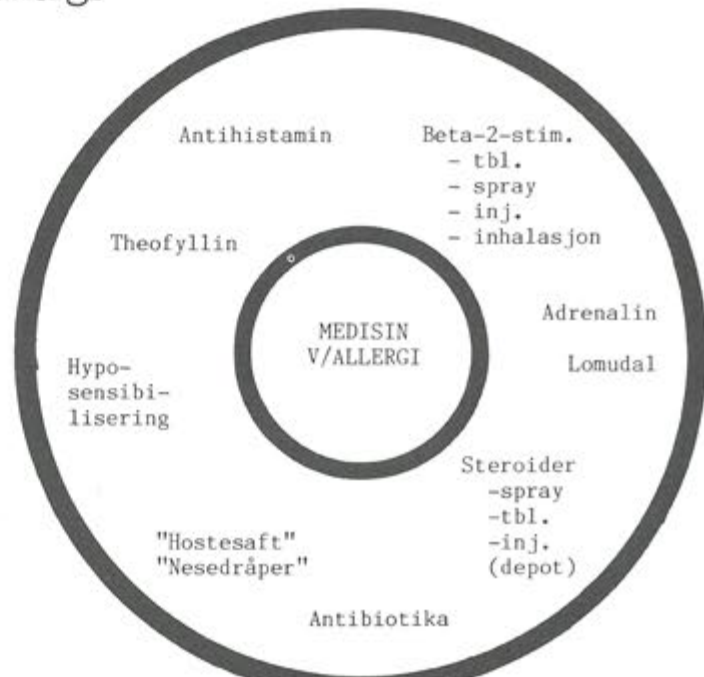 Antihistamin
Beta-2-stim.
- tbl.
- spray
- inj.
- inhalasjon
Theofyllin
MEDISIN
V/ALLERGI
Adrenalin
Lomudal
Hypo-
sensibi-
lisering
Steroider
-spray
-tbl.
-inj.
(depot)
"Hostesaft"
"Nesedråper"
Antibiotika